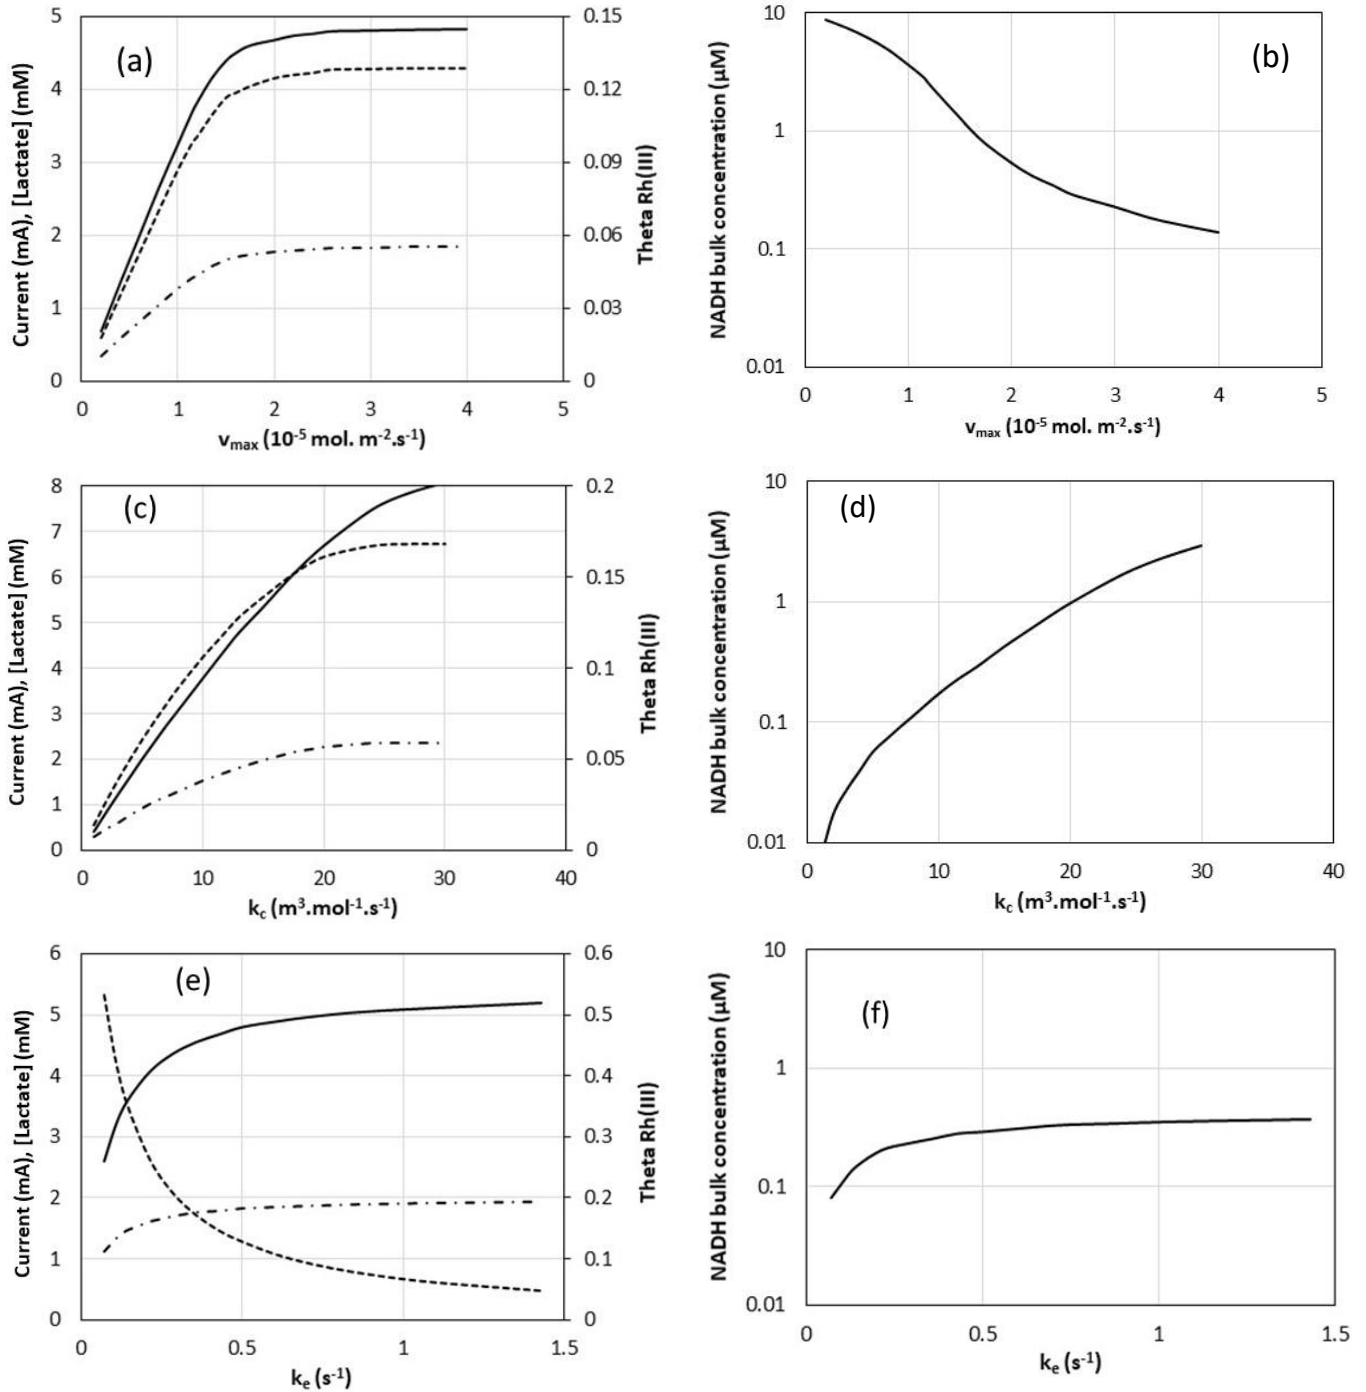 (a)
Current (mA), [Lactate] (mM)
5
4
3
2
1
0
0.15
0.12
0.09
0.06
0.03
0
Theta Rh(III)
0 1 2 3 4 5
vmax (10-5 mol. m-2.s-1)
(b)
NADH bulk concentration (µM)
10
1
0.1
0.01
0 1 2 3 4 5
vmax (10-5 mol. m-2.s-1)
(c)
Current (mA), [Lactate] (mM)
8
7
6
5
4
3
2
1
0
0.2
0.15
0.1
0.05
0
Theta Rh(III)
0 10 20 30 40
kc (m3.mol-1.s-1)
(d)
NADH bulk concentration (µM)
10
1
0.1
0.01
0 10 20 30 40
kc (m3.mol-1.s-1)
(e)
Current (mA), [Lactate] (mM)
6
5
4
3
2
1
0
0.6
0.5
0.4
0.3
0.2
0.1
0
Theta Rh(III)
0 0.5 1 1.5
ke (s-1)
(f)
NADH bulk concentration (µM)
10
1
0.1
0.01
0 0.5 1 1.5
ke (s-1)